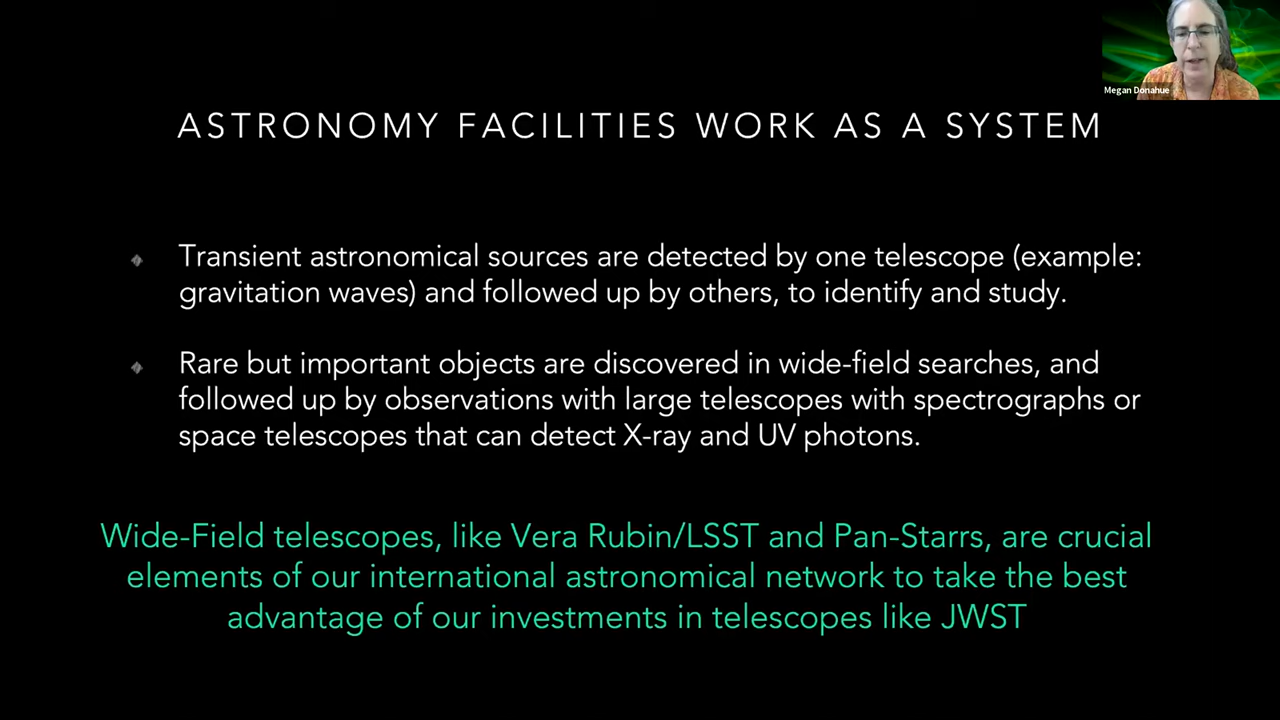 Megan Donahue
ASTRONOMY FACILITIES WORK AS A SYSTEM
Transient astronomical sources are detected by one telescope (example:
gravitation waves) and followed up by others, to identify and study.
Rare but important objects are discovered in wide-field searches, and
followed up by observations with large telescopes with spectrographs or
space telescopes that can detect X-ray and UV photons.
Wide-Field telescopes, like Vera Rubin/LSST and Pan-Starrs, are crucial
elements of our international astronomical network to take the best
advantage of our investments in telescopes like JWST